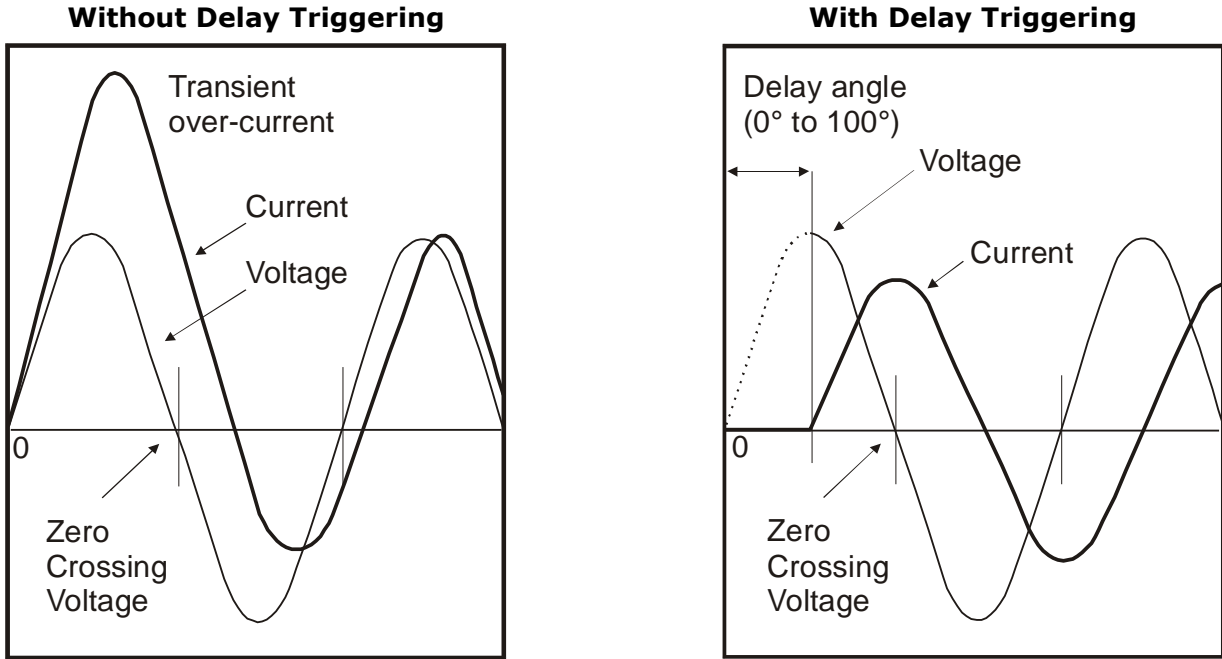 Without Delay Triggering
Transient
over-current
Current
Voltage
0
Zero
Crossing
Voltage
With Delay Triggering
Delay angle
(0° to 100°)
Voltage
Current
0
Zero
Crossing
Voltage